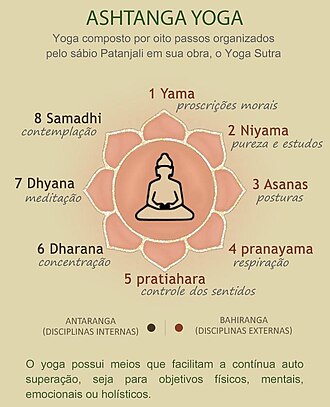 ASHTANGA YOGA
Yoga composto por oito passos organizados
pelo sábio Patanjali em sua obra, o Yoga Sutra
1 Yama
proscrições morais
2 Niyama
pureza e estudos
3 Asanas
posturas
4 pranayama
respiração
5 pratiahara
controle dos sentidos
6 Dharana
concentração
7 Dhyana
meditação
8 Samadhi
contemplação
ANTARANGA
(DISCIPLINAS INTERNAS)
BAHIRANGA
(DISCIPLINAS EXTERNAS)
O yoga possui meios que facilitam a contínua auto
superação, seja para objetivos físicos, mentais,
emocionais ou holísticos.